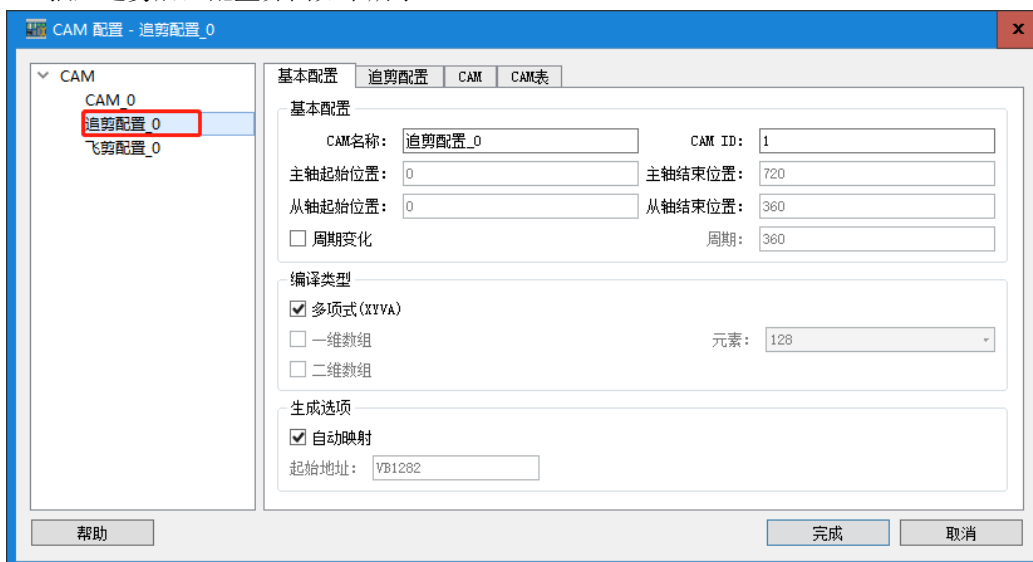 CAM 配置 - 追剪配置_0
x
CAM
CAM_0
追剪配置_0
飞剪配置_0
基本配置 追剪配置 CAM CAM表
基本配置
CAM名称: 追剪配置_0 CAM ID: 1
主轴起始位置: 0 主轴结束位置: 720
从轴起始位置: 0 从轴结束位置: 360
周期变化 周期: 360
编译类型
多项式(XYVA)
一维数组 元素: 128
二维数组
生成选项
自动映射
起始地址: VB1282
帮助 完成 取消